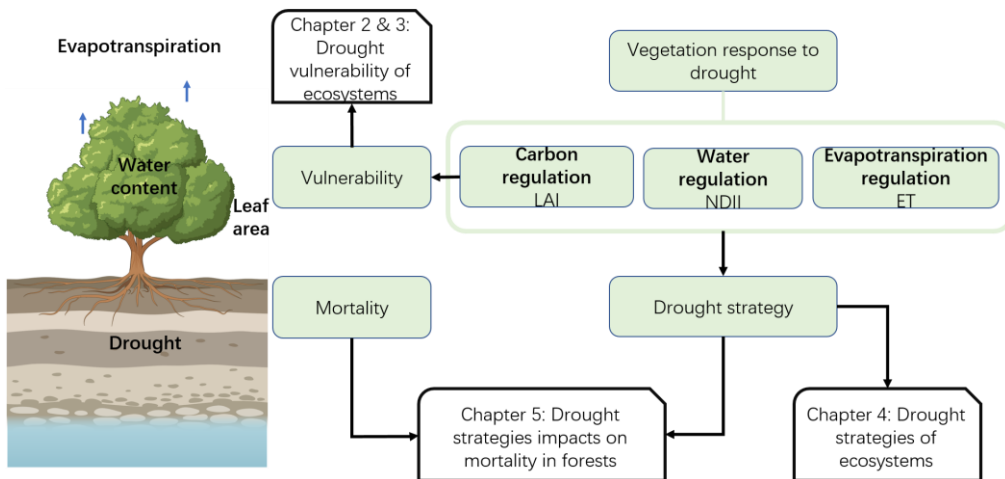 Evapotranspiration
Water
content
Leaf
area
Drought
Chapter 2 & 3:
Drought
vulnerability of
ecosystems
Vegetation response to
drought
Vulnerability
Carbon
regulation
LAI
Water
regulation
NDII
Evapotranspiration
regulation
ET
Mortality
Drought strategy
Chapter 5: Drought
strategies impacts on
mortality in forests
Chapter 4: Drought
strategies of
ecosystems